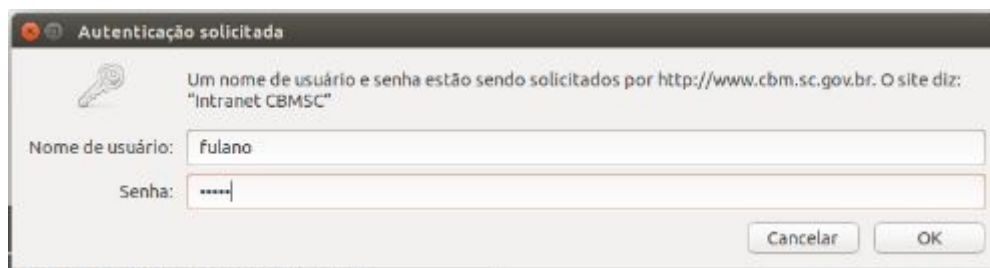 Autenticação solicitada
Um nome de usuário e senha estão sendo solicitados por http://www.cbm.sc.gov.br. O site diz:
"Intranet CBMSC"
Nome de usuário: fulano
Senha: •••••
Cancelar OK